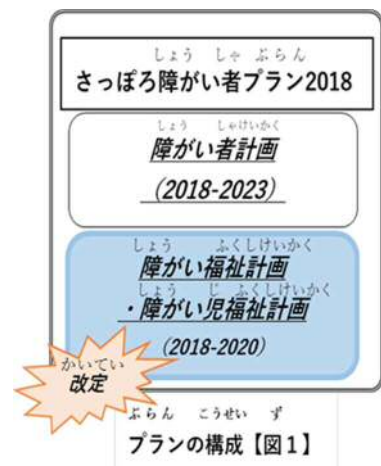 しょう しゃ ぷらん
さっぽろ障がい者プラン2018
しょう しゃけいかく
障がい者計画
(2018-2023)
しょう ふくしけいかく
障がい福祉計画
しょう じ ふくしけいかく
・障がい児福祉計画
(2018-2020)
かいてい
改定
ぷらん こうせい ず
プランの構成【図1】